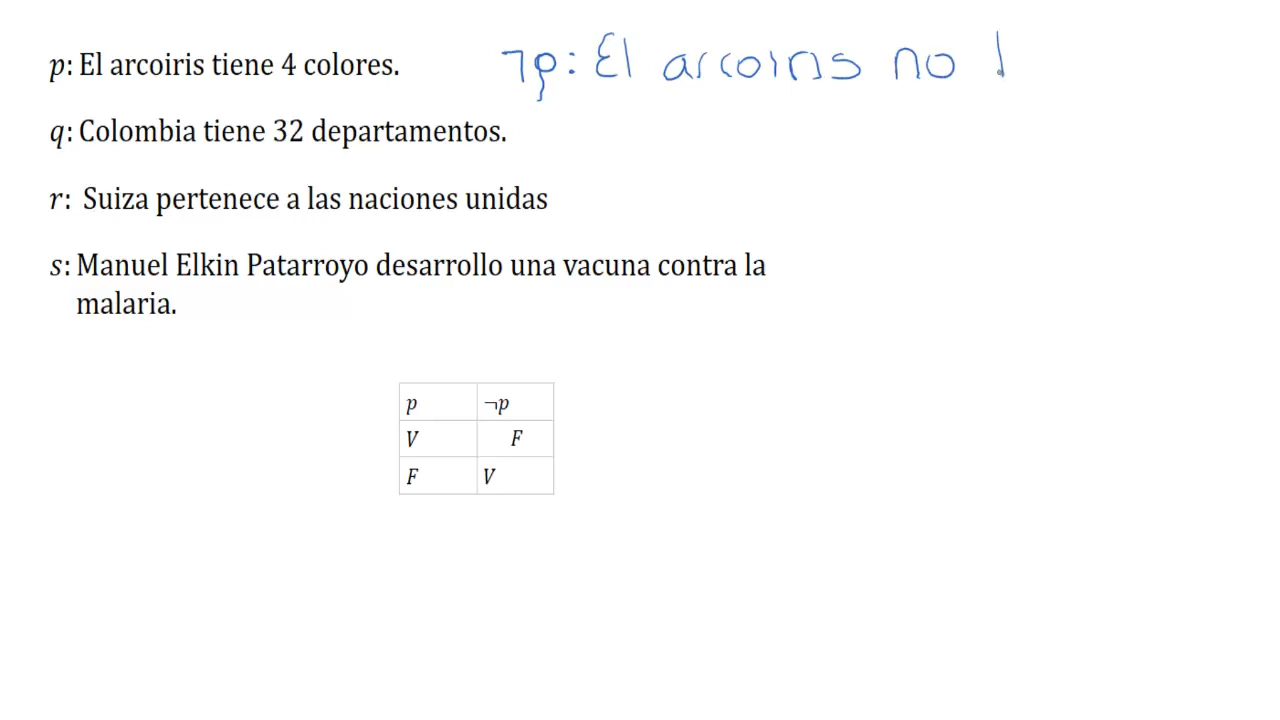 p: El arcoiris tiene 4 colores. ¬p: El arcoiris no
q: Colombia tiene 32 departamentos.
r: Suiza pertenece a las naciones unidas
s: Manuel Elkin Patarroyo desarrollo una vacuna contra la
malaria.
p ¬p
V F
F V